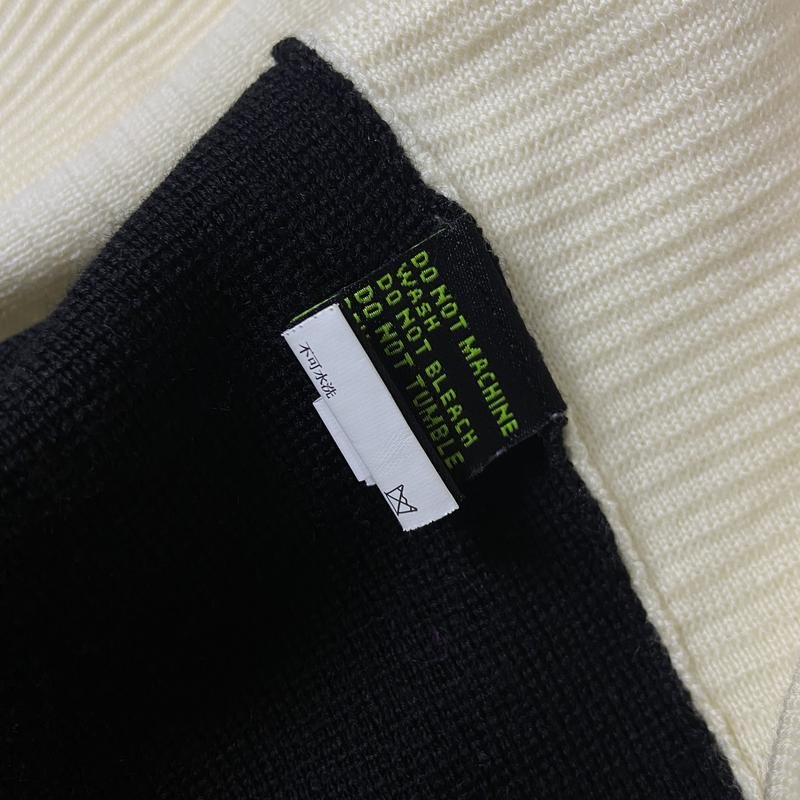 DO NOT MACHINE
WASH
DO NOT BLEACH
DO NOT TUMBLE
不可水洗